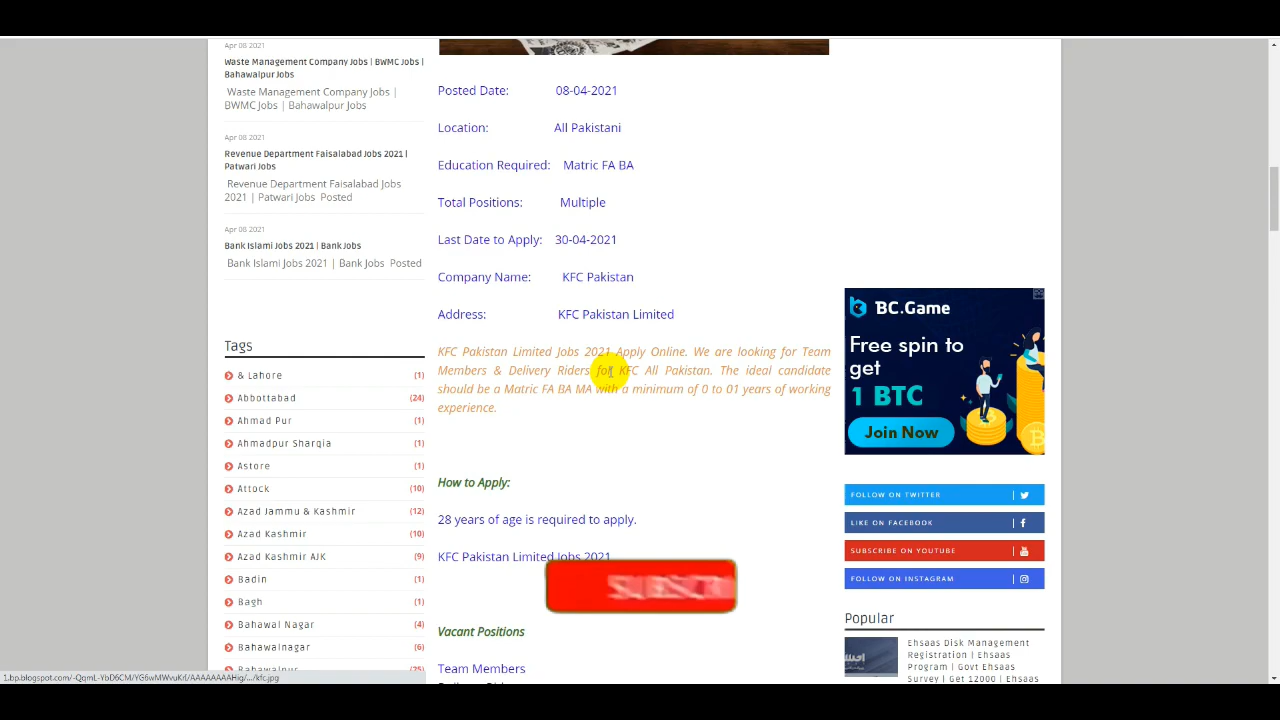 Apr 08 2021
Waste Management Company Jobs | BWMC Jobs |
Bahawalpur Jobs
Waste Management Company Jobs |
BWMC Jobs | Bahawalpur Jobs
Apr 08 2021
Revenue Department Faisalabad Jobs 2021 |
Patwari Jobs
Revenue Department Faisalabad Jobs
2021 | Patwari Jobs Posted
Apr 08 2021
Bank Islami Jobs 2021 | Bank Jobs
Bank Islami Jobs 2021 | Bank Jobs Posted
Tags
& Lahore (1)
Abbottabad (24)
Ahmad Pur (1)
Ahmadpur Sharqia (1)
Astore (1)
Attock (10)
Azad Jammu & Kashmir (12)
Azad Kashmir (10)
Azad Kashmir AJK (9)
Badin (1)
Bagh (1)
Bahawal Nagar (4)
Bahawalnagar (6)
Bahawalpur (25)
Posted Date: 08-04-2021
Location: All Pakistani
Education Required: Matric FA BA
Total Positions: Multiple
Last Date to Apply: 30-04-2021
Company Name: KFC Pakistan
Address: KFC Pakistan Limited
KFC Pakistan Limited Jobs 2021 Apply Online. We are looking for Team
Members & Delivery Riders for KFC All Pakistan. The ideal candidate
should be a Matric FA BA MA with a minimum of 0 to 01 years of working
experience.
How to Apply:
28 years of age is required to apply.
KFC Pakistan Limited Jobs 2021
Vacant Positions
Team Members
BC.Game
Free spin to
get
1 BTC
Join Now
FOLLOW ON TWITTER
LIKE ON FACEBOOK
SUBSCRIBE ON YOUTUBE
FOLLOW ON INSTAGRAM
Popular
Ehsaas Disk Management
Registration | Ehsaas
Program | Govt Ehsaas
Survey | Get 12000 | Ehsaas